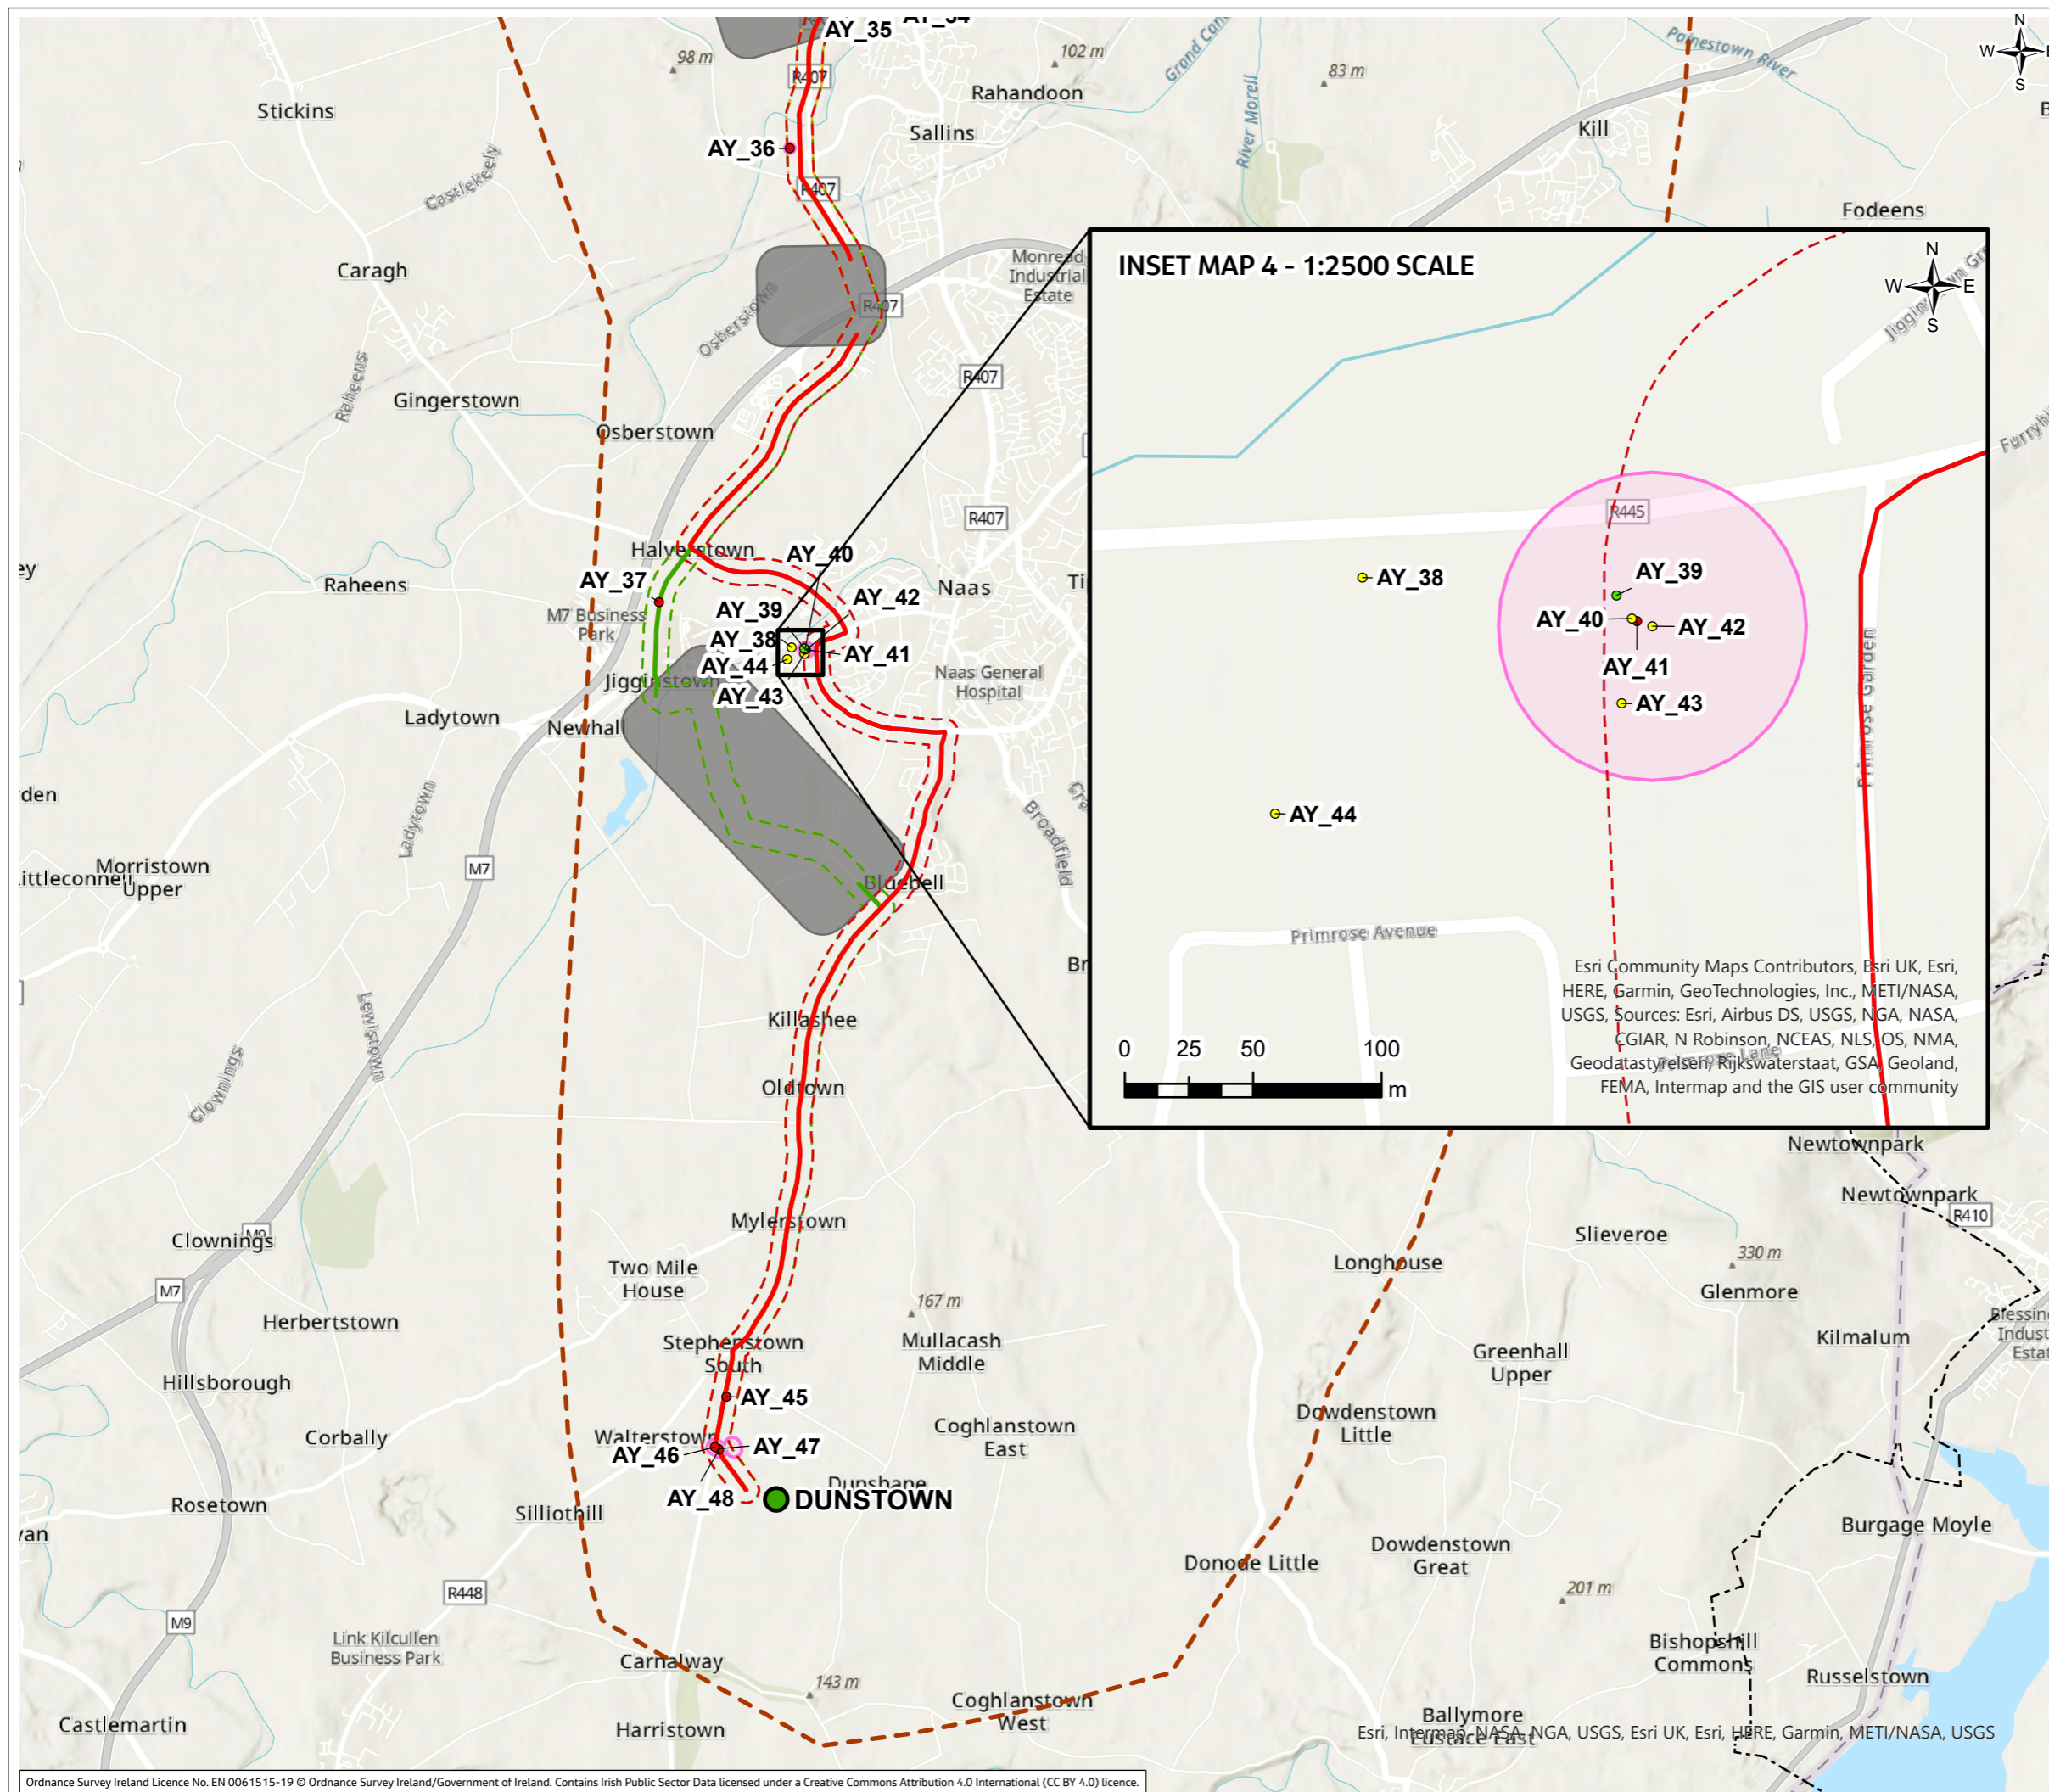 AY_35
98 m
102 m
Grand Can
Painestown River
N
W
S
R407
83 m
Stickins
Rahandoon
River Morell
Sallins
Kill
AY_36
Castlekeely
R407
Fodeens
Caragh
Monread
Industrial
Estate
Osberstown
R407
INSET MAP 4 - 1:2500 SCALE
N
W
E
S
Raheens
Gingerstown
R407
Osberstown
R407
R445
Halverstown
AY_40
Raheens
AY_37
Naas
M7 Business
Park
AY_39
AY_42
AY_38
AY_41
AY_44
Jigginstown
AY_43
Naas General
Hospital
AY_38
AY_39
AY_40
AY_42
AY_41
AY_43
AY_44
Primrose Garden
Primrose Avenue
Primrose Lane
Ladytown
Newhall
Ladytown
Broadfield
M7
Morristown
Upper
Bluebell
Killashee
Lewistown
Clownings
Oldtown
Esri Community Maps Contributors, Esri UK, Esri,
HERE, Garmin, GeoTechnologies, Inc., METI/NASA,
USGS, Sources: Esri, Airbus DS, USGS, NGA, NASA,
CGIAR, N Robinson, NCEAS, NLS, OS, NMA,
Geodatastyrelsen, Rijkswaterstaat, GSA, Geoland,
FEMA, Intermap and the GIS user community
0 25 50 100
m
Newtownpark
Newtownpark
R410
Mylerstown
M9
Clownings
Slieveroe
330 m
Longhouse
Two Mile
House
M7
Glenmore
167 m
Herbertstown
Stephenstown
South
Mullacash
Middle
Kilmalum
Greenhall
Upper
Hillsborough
AY_45
Dowdenstown
Little
Coghlanstown
East
Corbally
Walterstown
AY_47
AY_46
Dunshane
AY_48
DUNSTOWN
Rosetown
Silliothill
Burgage Moyle
Dowdenstown
Great
Donode Little
R448
201 m
M9
Link Kilcullen
Business Park
Bishopshill
Commons
Carnalway
Russelstown
143 m
Coghlanstown
West
Castlemartin
Harristown
Ballymore
Eustace East
Esri, Intermap, NASA, NGA, USGS, Esri UK, Esri, HERE, Garmin, METI/NASA, USGS
Ordnance Survey Ireland Licence No. EN 0061515-19 © Ordnance Survey Ireland/Government of Ireland. Contains Irish Public Sector Data licensed under a Creative Commons Attribution 4.0 International (CC BY 4.0) licence.